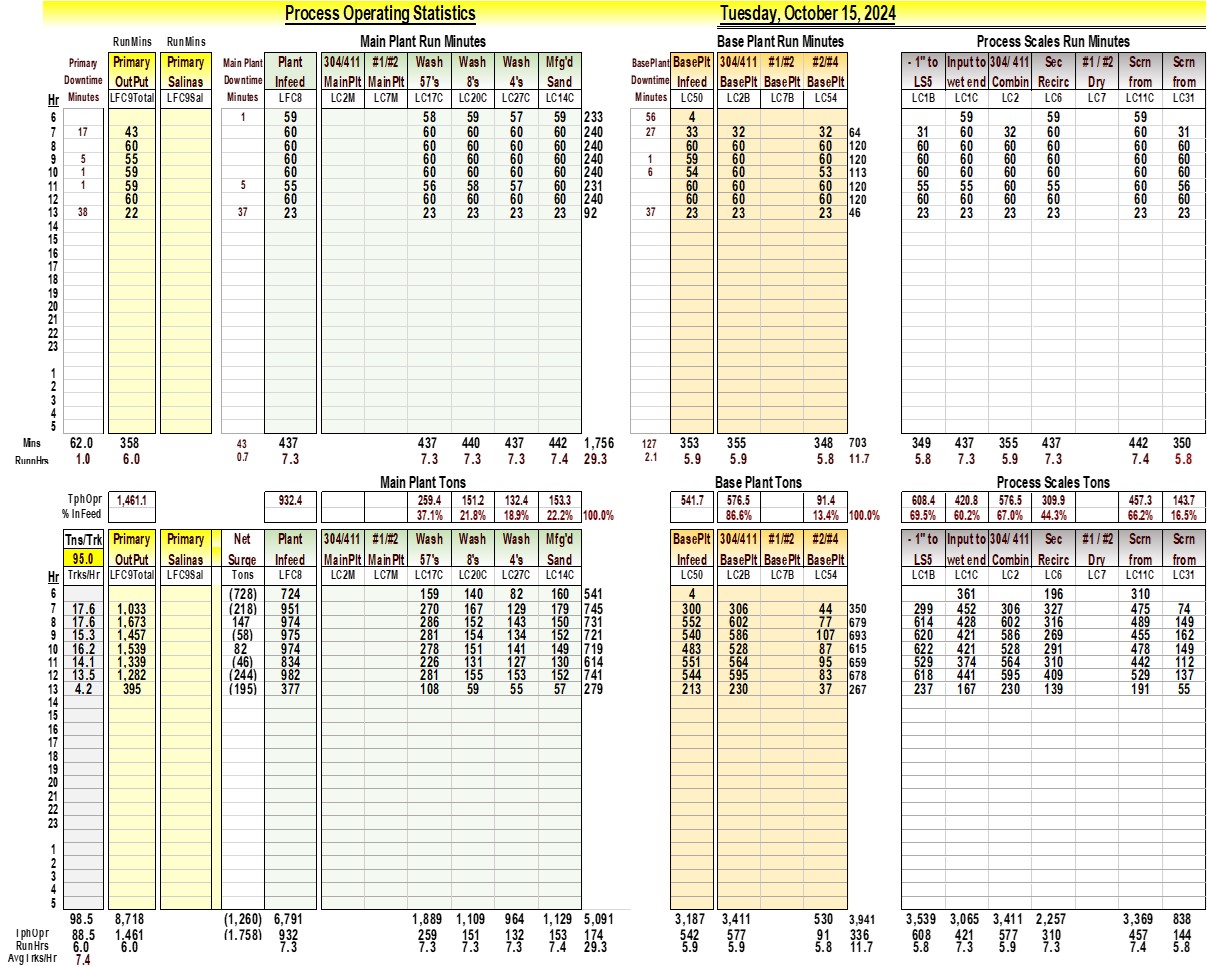 Process Operating Statistics Tuesday, October 15, 2024
RunMins RunMins Main Plant Run Minutes Base Plant Run Minutes Process Scales Run Minutes
Primary Primary Primary Main Plant Plant 304/411 #1/#2 Wash Wash Wash Mfg'd BasePlant BasePlt 304/411 #1/#2 #2/#4 - 1" to Input to 304/ 411 Sec #1 / #2 Scrn Scrn
Downtime OutPut Salinas Downtime Infeed MainPlt MainPlt 57's 8's 4's Sand Downtime Infeed BasePlt BasePlt BasePlt LS5 wet end Combin Recirc Dry from from
Hr Minutes LFC9Total LFC9Sal Minutes LFC8 LC2M LC7M LC17C LC20C LC27C LC14C Minutes LC50 LC2B LC7B LC54 LC1B LC1C LC2 LC6 LC7 LC11C LC31
6 1 59 58 59 57 59 233 56 4 59 59 59
7 17 43 60 60 60 60 60 240 27 33 32 32 64 31 60 32 60 60 31
8 60 60 60 60 60 60 240 60 60 60 120 60 60 60 60 60 60
9 5 55 60 60 60 60 60 240 1 59 60 60 120 60 60 60 60 60 60
10 1 59 60 60 60 60 60 240 6 54 60 53 113 60 60 60 60 60 60
11 1 59 5 55 56 58 57 60 231 60 60 60 120 55 55 60 55 60 56
12 60 60 60 60 60 60 240 60 60 60 120 60 60 60 60 60 60
13 38 22 37 23 23 23 23 23 92 37 23 23 23 46 23 23 23 23 23 23
14
15
16
17
18
19
20
21
22
23
1
2
3
4
5
Mins 62.0 358 43 437 437 440 437 442 1,756 127 353 355 348 703 349 437 355 437 442 350
RunnHrs 1.0 6.0 0.7 7.3 7.3 7.3 7.3 7.4 29.3 2.1 5.9 5.9 5.8 11.7 5.8 7.3 5.9 7.3 7.4 5.8
Main Plant Tons Base Plant Tons Process Scales Tons
TphOpr 1,461.1 932.4 259.4 151.2 132.4 153.3 541.7 576.5 91.4 608.4 420.8 576.5 309.9 457.3 143.7
% InFeed 37.1% 21.8% 18.9% 22.2% 100.0% 86.6% 13.4% 100.0% 69.5% 60.2% 67.0% 44.3% 66.2% 16.5%
Tns/Trk Primary Primary Net Plant 304/411 #1/#2 Wash Wash Wash Mfg'd BasePlt 304/411 #1/#2 #2/#4 - 1" to Input to 304/ 411 Sec #1 / #2 Scrn Scrn
95.0 OutPut Salinas Surge Infeed MainPlt MainPlt 57's 8's 4's Sand Infeed BasePlt BasePlt BasePlt LS5 wet end Combin Recirc Dry from from
Hr Trks/Hr LFC9Total LFC9Sal Tons LFC8 LC2M LC7M LC17C LC20C LC27C LC14C LC50 LC2B LC7B LC54 LC1B LC1C LC2 LC6 LC7 LC11C LC31
6 (728) 724 159 140 82 160 541 4 361 196 310
7 17.6 1,033 (218) 951 270 167 129 179 745 300 306 44 350 299 452 306 327 475 74
8 17.6 1,673 147 974 286 152 143 150 731 552 602 77 679 614 428 602 316 489 149
9 15.3 1,457 (58) 975 281 154 134 152 721 540 586 107 693 620 421 586 269 455 162
10 16.2 1,539 82 974 278 151 141 149 719 483 528 87 615 622 421 528 291 478 149
11 14.1 1,339 (46) 834 226 131 127 130 614 551 564 95 659 529 374 564 310 442 112
12 13.5 1,282 (244) 982 281 155 153 152 741 544 595 83 678 618 441 595 409 529 137
13 4.2 395 (195) 377 108 59 55 57 279 213 230 37 267 237 167 230 139 191 55
14
15
16
17
18
19
20
21
22
23
1
2
3
4
5
98.5 8,718 (1,260) 6,791 1,889 1,109 964 1,129 5,091 3,187 3,411 530 3,941 3,539 3,065 3,411 2,257 3,369 838
TphOpr 88.5 1,461 (1,758) 932 259 151 132 153 174 542 577 91 336 608 421 577 310 457 144
RunHrs 6.0 6.0 7.3 7.3 7.3 7.3 7.4 29.3 5.9 5.9 5.8 11.7 5.8 7.3 5.9 7.3 7.4 5.8
AvgTrks/Hr 7.4